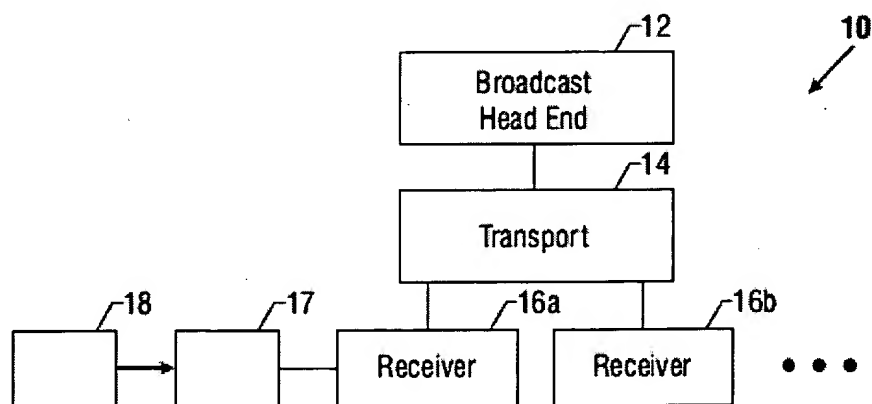 12
10
Broadcast
Head End
14
Transport
18
17
16a
16b
Receiver
Receiver